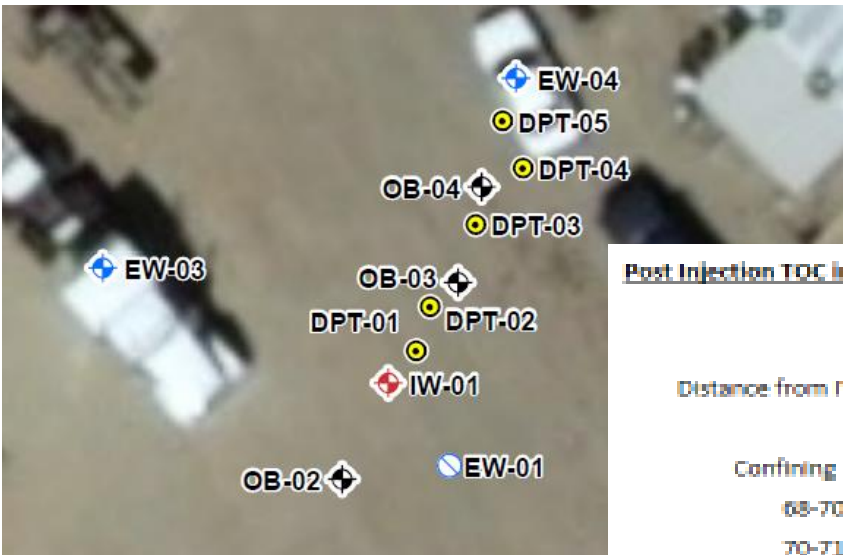 EW-04
DPT-05
DPT-04
OB-04
DPT-03
Post Injection TOC
EW-03
OB-03
DPT-01
DPT-02
Distance from
IW-01
EW-01
Confining
OB-02
68-70
70-71